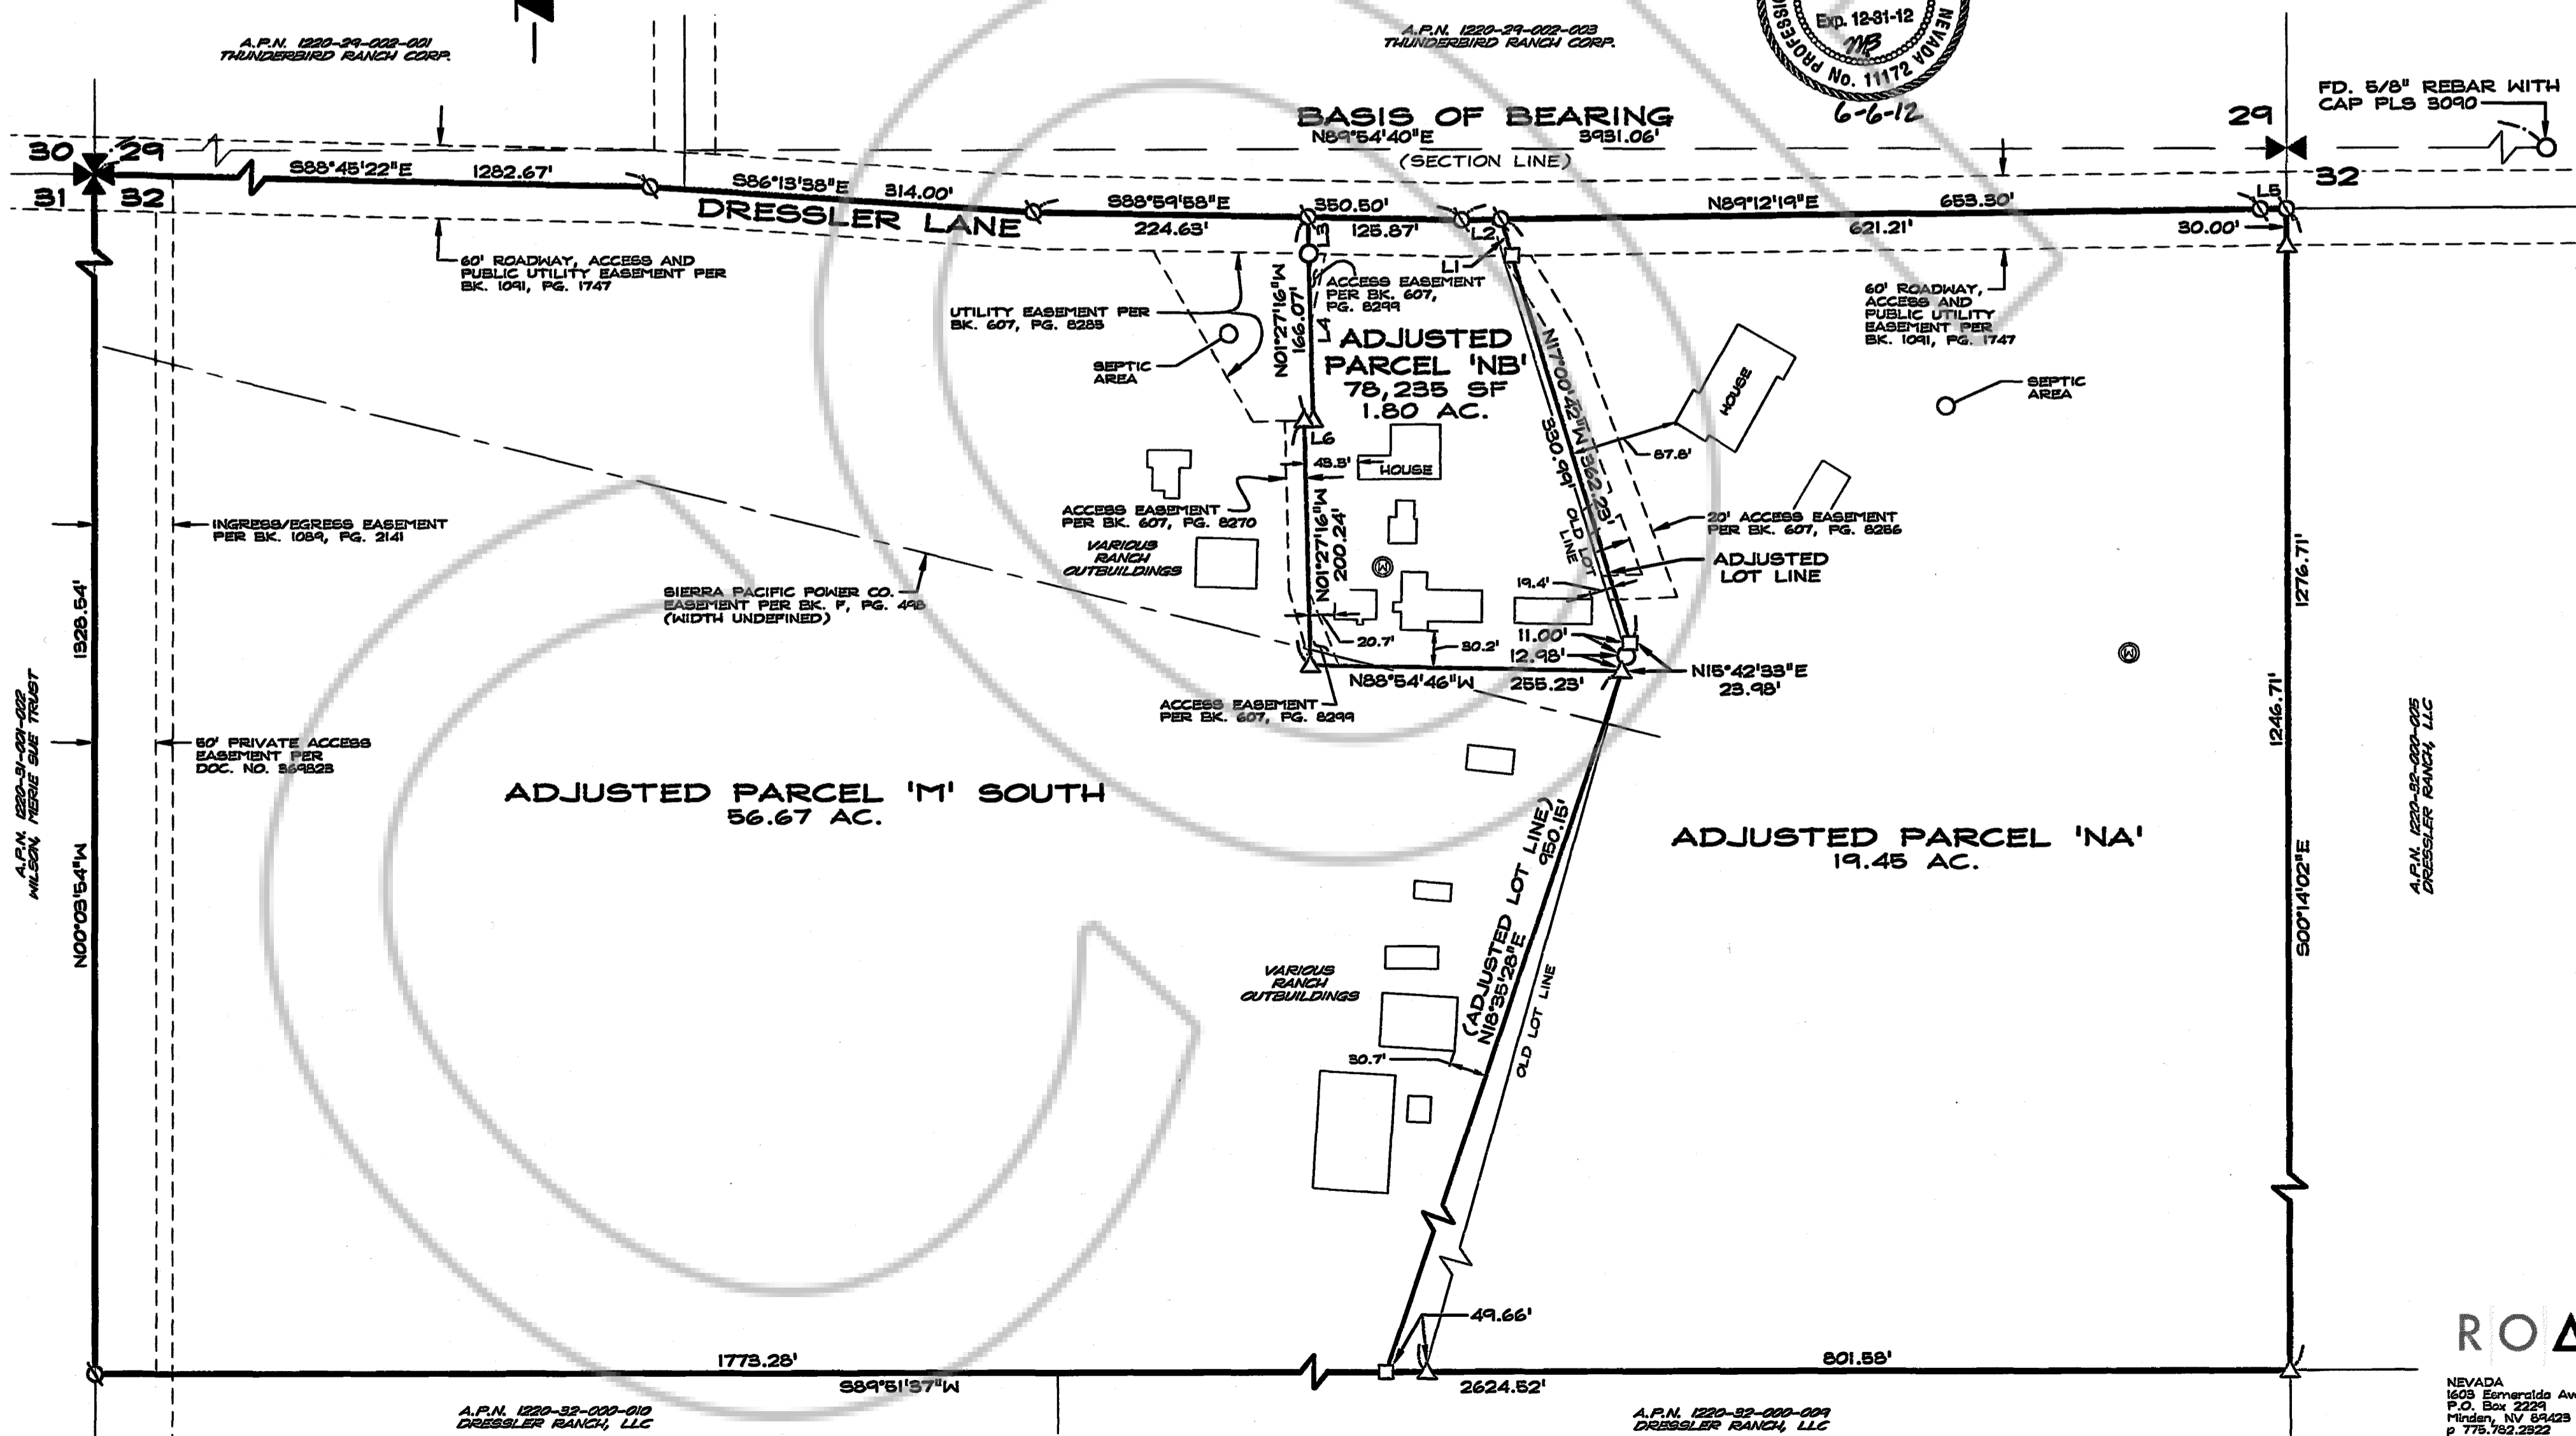 A.P.N. 1220-29-002-001
THUNDERBIRD RANCH CORP.
A.P.N. 1220-29-002-003
THUNDERBIRD RANCH CORP.
Exp. 12-31-12
NEVADA
No. 11172
6-6-12
FD. 5/8" REBAR WITH
CAP PLS 3090
BASIS OF BEARING
N89°54'40"E 3931.06'
(SECTION LINE)
30 29
31 32
29
32
S88°45'22"E 1282.67'
S86°13'38"E 314.00'
DRESSLER LANE
S88°59'58"E 350.50'
224.63'
125.87'
L2
L3
L1
N89°12'19"E 653.30'
621.21'
L5
30.00'
60' ROADWAY, ACCESS AND
PUBLIC UTILITY EASEMENT PER
BK. 1091, PG. 1747
UTILITY EASEMENT PER
BK. 607, PG. 8285
SEPTIC
AREA
N01°27'16"W
166.07'
L4
ACCESS EASEMENT
PER BK. 607,
PG. 8299
ADJUSTED
PARCEL 'NB'
78,235 SF
1.80 AC.
N17°00'42"W 362.23'
330.99'
OLD LOT
LINE
HOUSE
87.8'
60' ROADWAY,
ACCESS AND
PUBLIC UTILITY
EASEMENT PER
BK. 1091, PG. 1747
SEPTIC
AREA
L6
43.3'
HOUSE
ACCESS EASEMENT
PER BK. 607, PG. 8270
VARIOUS
RANCH
OUTBUILDINGS
N01°27'16"W
200.24'
W
20' ACCESS EASEMENT
PER BK. 607, PG. 8256
ADJUSTED
LOT LINE
19.4'
INGRESS/EGRESS EASEMENT
PER BK. 1089, PG. 2141
SIERRA PACIFIC POWER CO.
EASEMENT PER BK. F, PG. 498
(WIDTH UNDEFINED)
20.7'
30.2'
11.00'
12.98'
N15°42'33"E
23.98'
N88°54'46"W 255.23'
ACCESS EASEMENT
PER BK. 607, PG. 8299
W
1328.54'
N00°03'54"W
A.P.N. 1220-31-001-002
WILSON, MERIE SUE TRUST
50' PRIVATE ACCESS
EASEMENT PER
DOC. NO. 369823
ADJUSTED PARCEL 'M' SOUTH
56.67 AC.
ADJUSTED PARCEL 'NA'
19.45 AC.
1276.71'
1246.71'
S00°14'02"E
A.P.N. 1220-32-000-005
DRESSLER RANCH, LLC
(ADJUSTED LOT LINE)
N18°35'28"E 950.15'
OLD LOT LINE
VARIOUS
RANCH
OUTBUILDINGS
30.7'
49.66'
1773.28'
S89°51'37"W
801.58'
2624.52'
A.P.N. 1220-32-000-010
DRESSLER RANCH, LLC
A.P.N. 1220-32-000-009
DRESSLER RANCH, LLC
R O A
NEVADA
1603 Esmeralda Av
P.O. Box 2229
Minden, NV 89423
p 775.782.2322